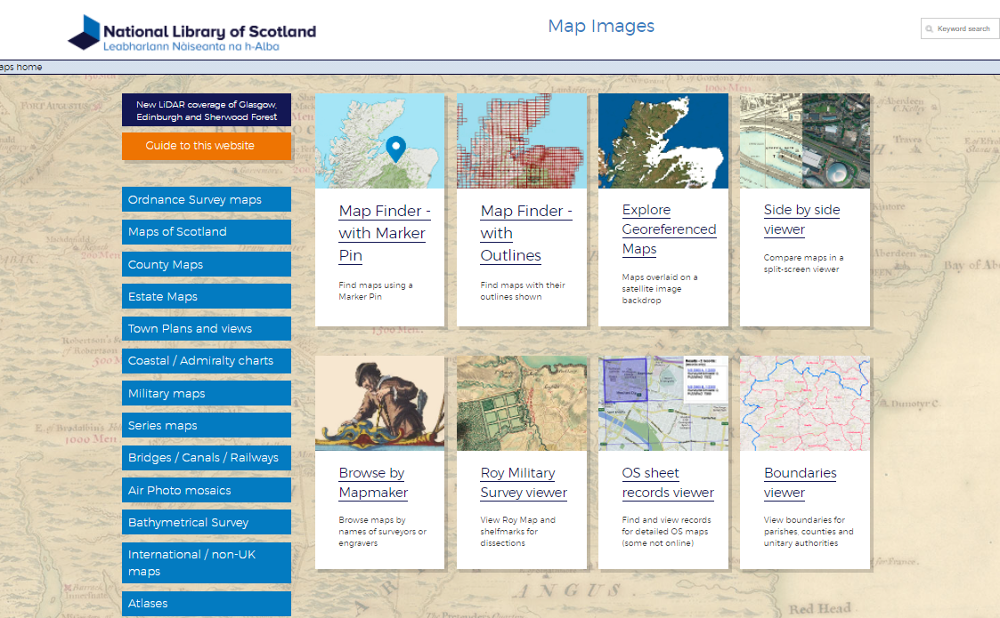 National Library of Scotland
Leabharlann Nàiseanta na h-Alba
Map Images
Keyword search
aps home
New LiDAR coverage of Glasgow,
Edinburgh and Sherwood Forest
Guide to this website
Ordnance Survey maps
Maps of Scotland
County Maps
Estate Maps
Town Plans and views
Coastal / Admiralty charts
Military maps
Series maps
Bridges / Canals / Railways
Air Photo mosaics
Bathymetrical Survey
International / non-UK
maps
Atlases
Map Finder -
with Marker
Pin
Find maps using a
Marker Pin
Map Finder -
with
Outlines
Find maps with their
outlines shown
Explore
Georeferenced
Maps
Maps overlaid on a
satellite image
backdrop
Side by side
viewer
Compare maps in a
split-screen viewer
Browse by
Mapmaker
Browse maps by
names of surveyors or
engravers
Roy Military
Survey viewer
View Roy Map and
shelfmarks for
dissections
OS sheet
records viewer
Find and view records
for detailed OS maps
(some not online)
Boundaries
viewer
View boundaries for
parishes, counties and
unitary authorities
1000 Men.
ANGUS
Red Head